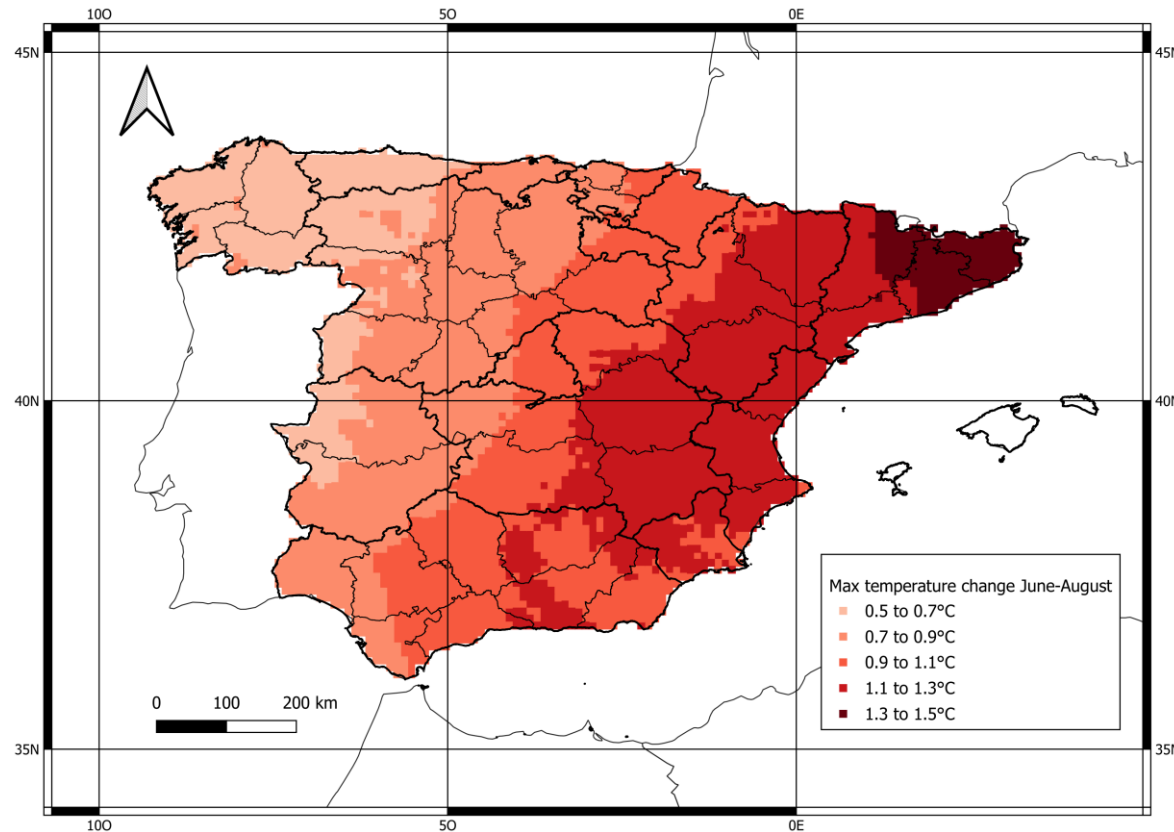 10O 5O 0E
45N 45N
40N 40N
Max temperature change June-August
0.5 to 0.7°C
0.7 to 0.9°C
0.9 to 1.1°C
1.1 to 1.3°C
1.3 to 1.5°C
0 100 200 km
35N 35N
10O 5O 0E